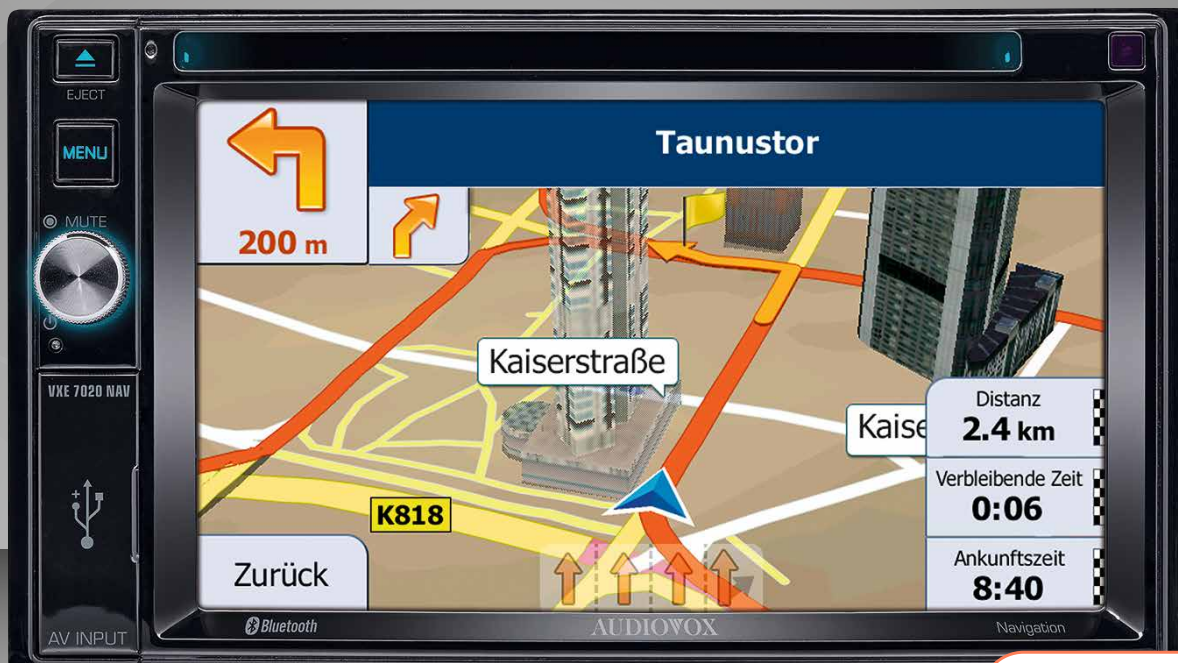 EJECT
MENU
MUTE
VXE 7020 NAV
AV INPUT
Taunustor
200 m
Kaiserstraße
Kaise
K818
Distanz
2.4 km
Verbleibende Zeit
0:06
Ankunftszeit
8:40
Zurück
Bluetooth
AUDIOVOX
Navigation